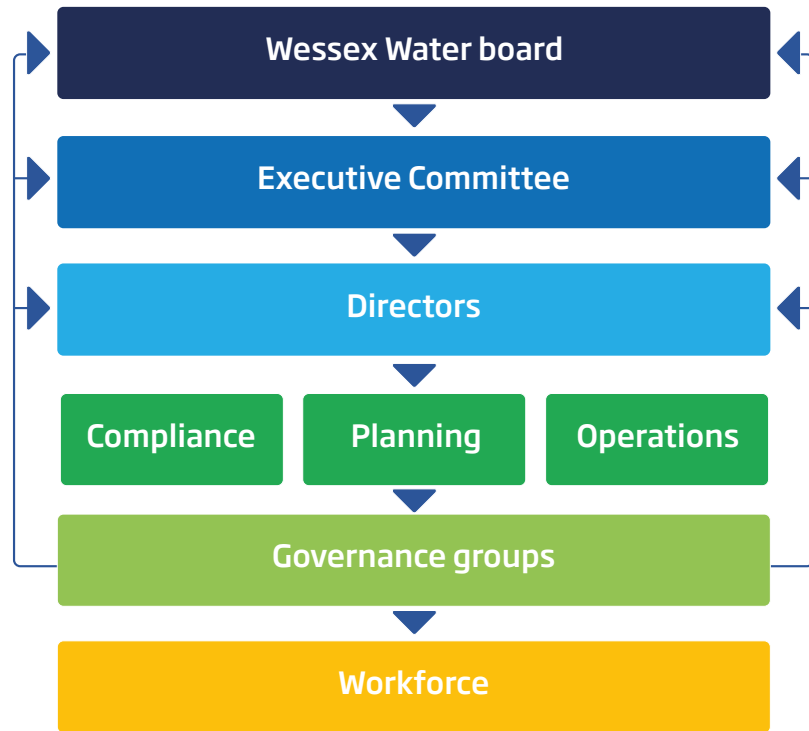 Wessex Water board
Executive Committee
Directors
Compliance
Planning
Operations
Governance groups
Workforce